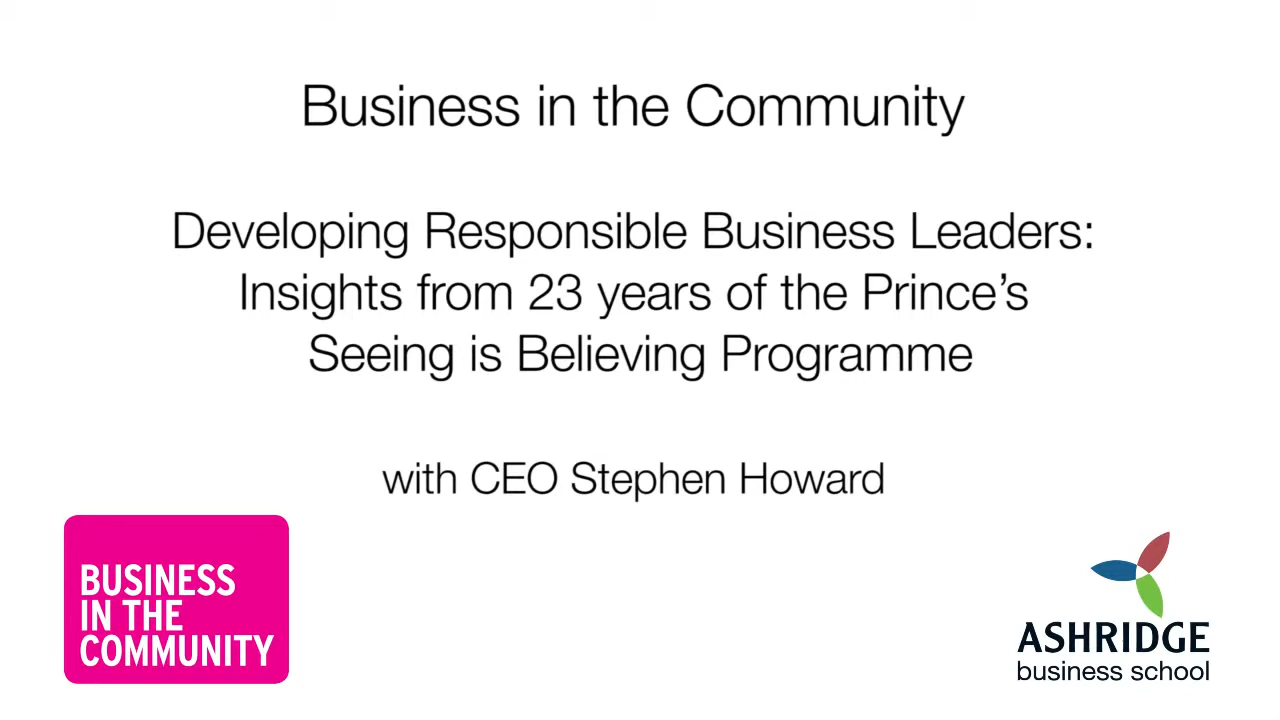 Business in the Community
Developing Responsible Business Leaders:
Insights from 23 years of the Prince’s
Seeing is Believing Programme
with CEO Stephen Howard
BUSINESS
IN THE
COMMUNITY
ASHRIDGE
business school